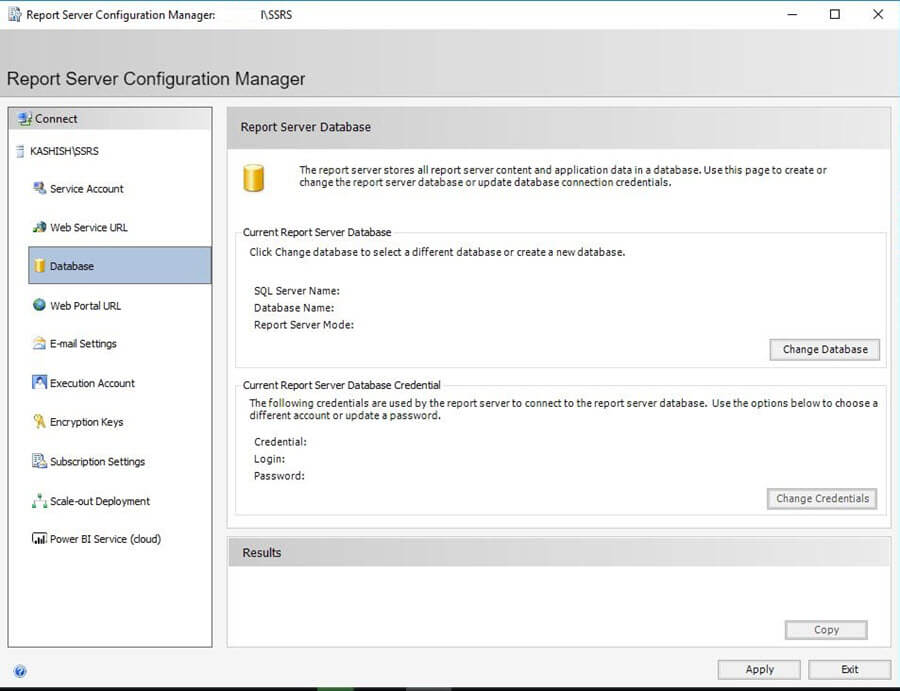 Report Server Configuration Manager: I\SSRS
Report Server Configuration Manager
Connect
KASHISH\SSRS
Service Account
Web Service URL
Database
Web Portal URL
E-mail Settings
Execution Account
Encryption Keys
Subscription Settings
Scale-out Deployment
Power BI Service (cloud)
Report Server Database
The report server stores all report server content and application data in a database. Use this page to create or
change the report server database or update database connection credentials.
Current Report Server Database
Click Change database to select a different database or create a new database.
SQL Server Name:
Database Name:
Report Server Mode:
Change Database
Current Report Server Database Credential
The following credentials are used by the report server to connect to the report server database. Use the options below to choose a
different account or update a password.
Credential:
Login:
Password:
Change Credentials
Results
Copy
Apply
Exit